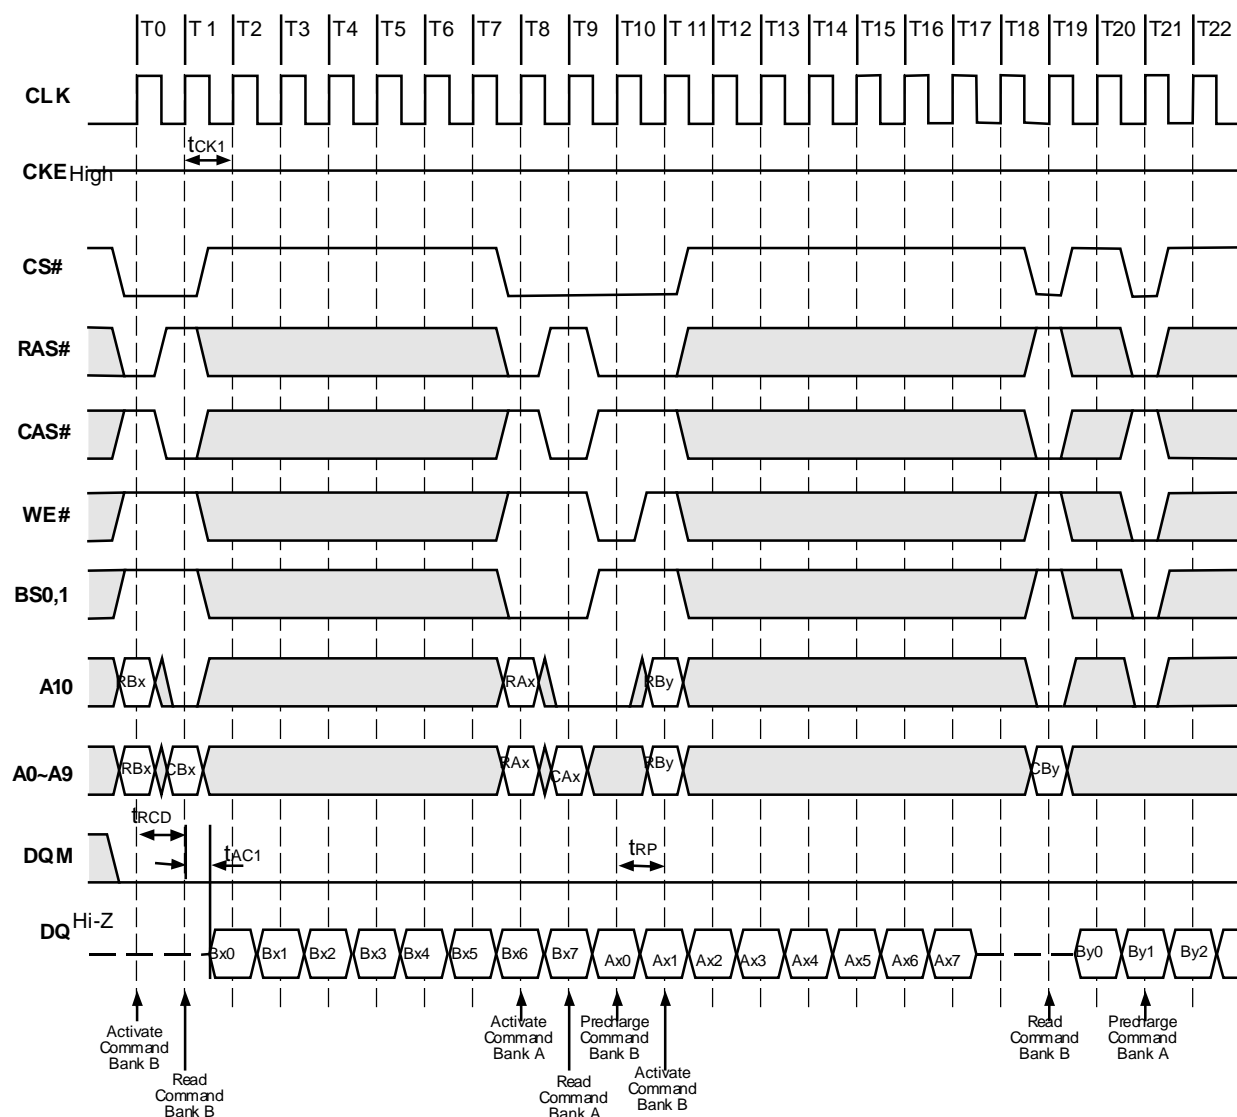 T0 T1 T2 T3 T4 T5 T6 T7 T8 T9 T10 T11 T12 T13 T14 T15 T16 T17 T18 T19 T20 T21 T22
CLK
tCK1
CKE High
CS#
RAS#
CAS#
WE#
BS0,1
A10 RBx RAx RBy
A0~A9 RBx CBx RAx CAx RBy CBy
tRCD
DQM tAC1 tRP
Hi-Z
DQ Bx0 Bx1 Bx2 Bx3 Bx4 Bx5 Bx6 Bx7 Ax0 Ax1 Ax2 Ax3 Ax4 Ax5 Ax6 Ax7 By0 By1 By2
Activate
Command
Bank B
Read
Command
Bank B
Activate
Command
Bank A
Read
Command
Bank A
Precharge
Command
Bank B
Activate
Command
Bank B
Read
Command
Bank B
Precharge
Command
Bank A